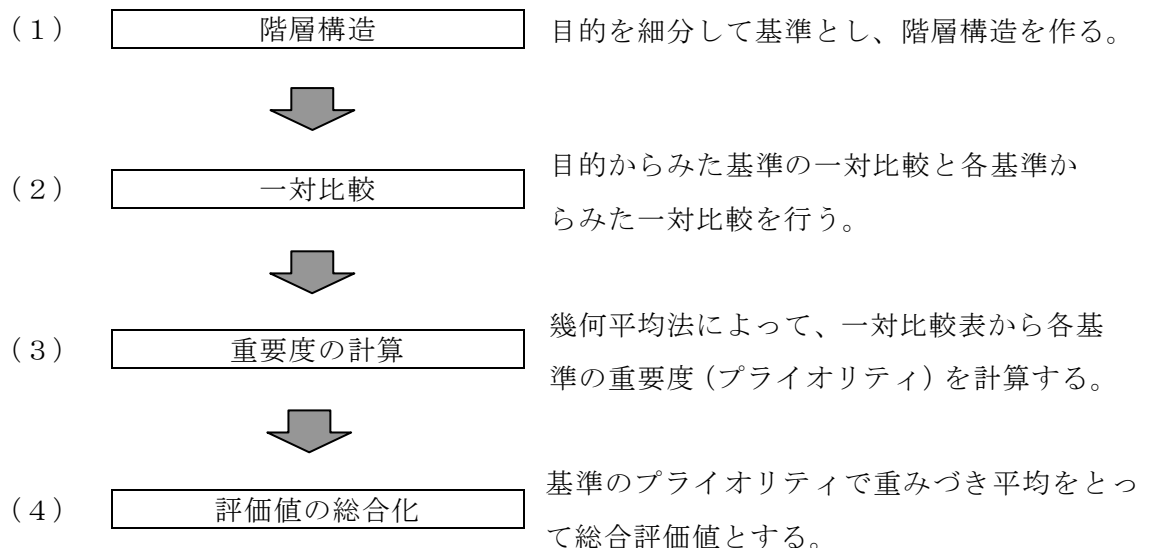 （１） 階層構造 目的を細分して基準とし、階層構造を作る。
（２） 一対比較 目的からみた基準の一対比較と各基準か
らみた一対比較を行う。
（３） 重要度の計算 幾何平均法によって、一対比較表から各基
準の重要度（プライオリティ）を計算する。
（４） 評価値の総合化 基準のプライオリティで重みづき平均をとっ
て総合評価値とする。